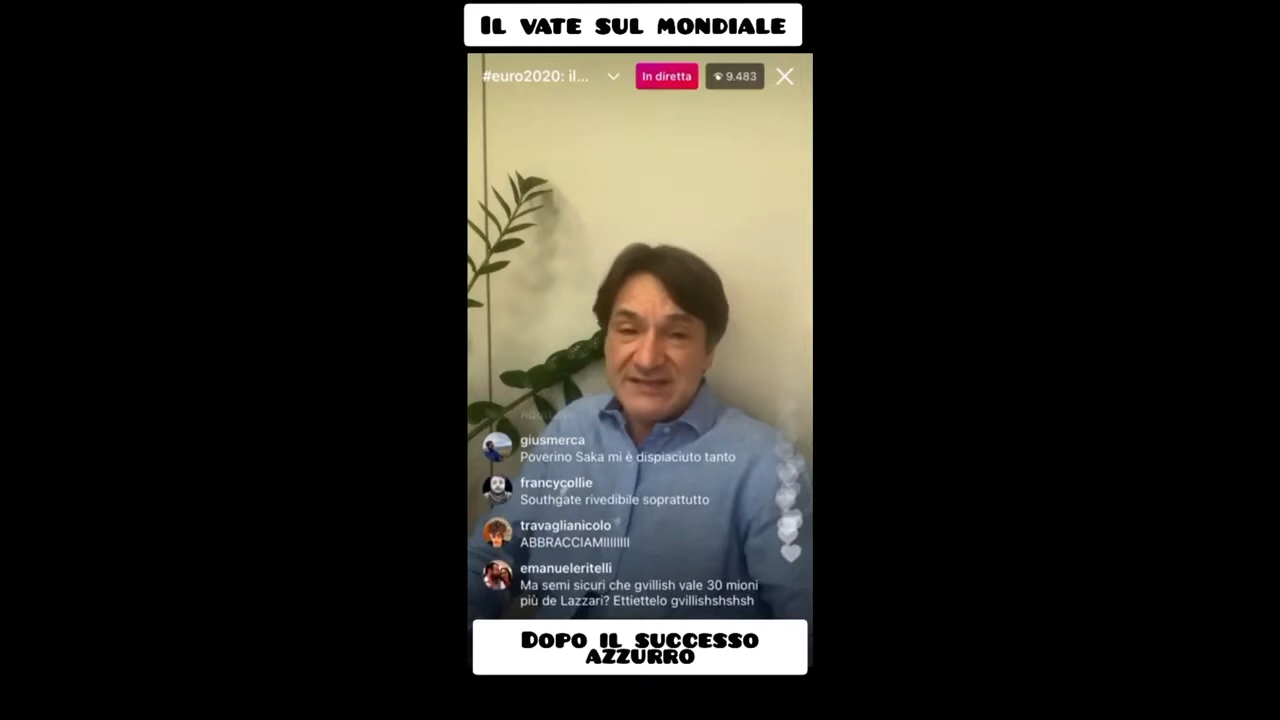 IL VATE SUL MONDIALE
#euro2020: il...
In diretta
9.483
giusmerca
Poverino Saka mi è dispiaciuto tanto
francycollie
Southgate rivedibile soprattutto
travaglianicolo
ABBRACCIAMIIIIIIII
emanueleritelli
Ma semi sicuri che gvillish vale 30 mioni
più de Lazzari? Ettiettelo gvillishshshsh
DOPO IL SUCCESSO
AZZURRO